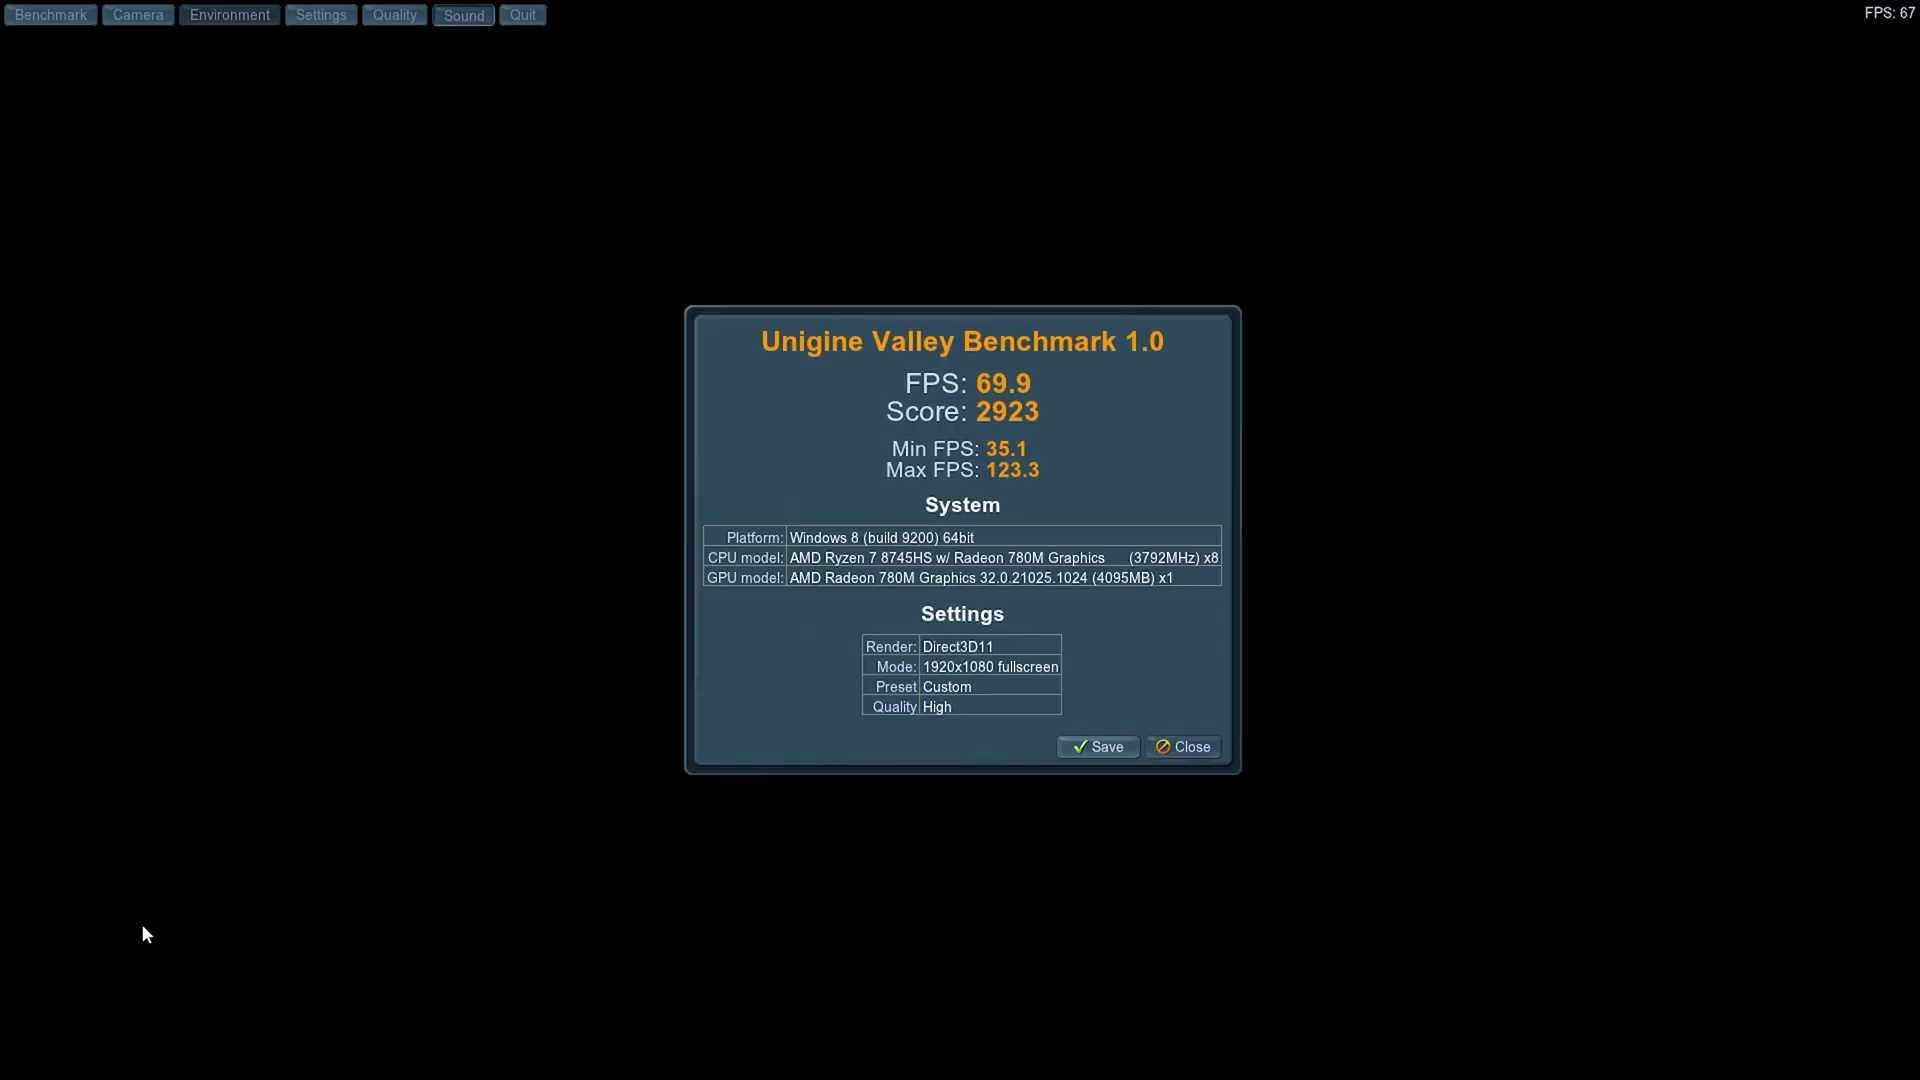 Benchmark Camera Environment Settings Quality Sound Quit FPS: 67
Unigine Valley Benchmark 1.0
FPS: 69.9
Score: 2923
Min FPS: 35.1
Max FPS: 123.3
System
Platform: Windows 8 (build 9200) 64bit
CPU model: AMD Ryzen 7 8745HS w/ Radeon 780M Graphics (3792MHz) x8
GPU model: AMD Radeon 780M Graphics 32.0.21025.1024 (4095MB) x1
Settings
Render: Direct3D11
Mode: 1920x1080 fullscreen
Preset Custom
Quality High
Save Close